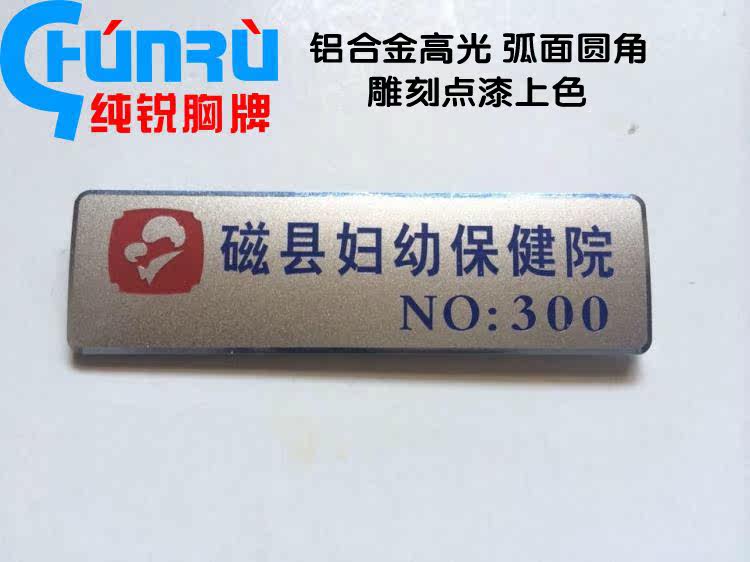 CHÚNRÙ
纯锐胸牌
铝合金高光 弧面圆角
雕刻点漆上色
磁县妇幼保健院
NO:300